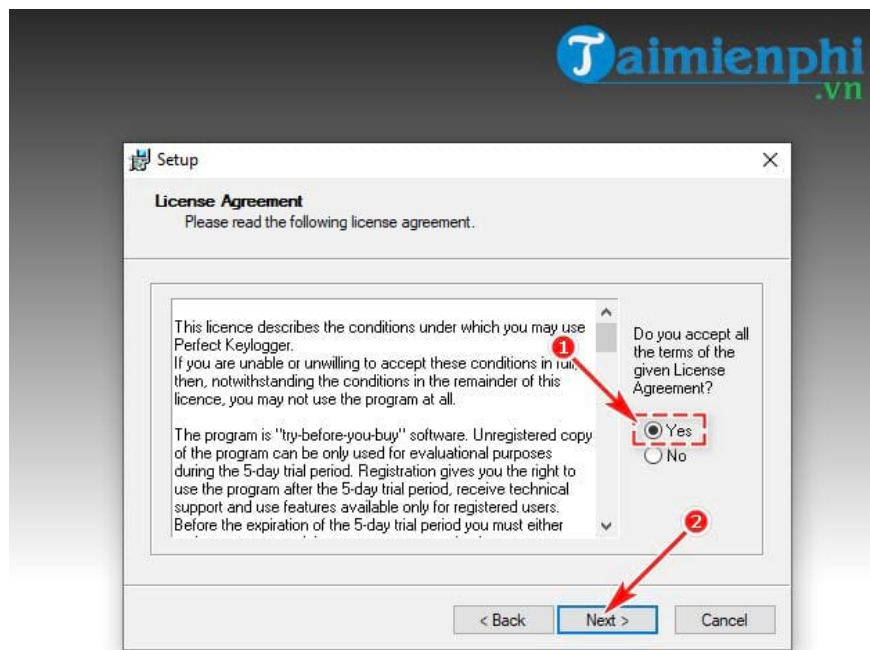 Taimienphi
.vn
Setup
License Agreement
Please read the following license agreement.
This licence describes the conditions under which you may use
Perfect Keylogger.
If you are unable or unwilling to accept these conditions in full,
then, notwithstanding the conditions in the remainder of this
licence, you may not use the program at all.
The program is "try-before-you-buy" software. Unregistered copy
of the program can be only used for evaluational purposes
during the 5-day trial period. Registration gives you the right to
use the program after the 5-day trial period, receive technical
support and use features available only for registered users.
Before the expiration of the 5-day trial period you must either
Do you accept all
the terms of the
given License
Agreement?
1
Yes
No
2
< Back
Next >
Cancel